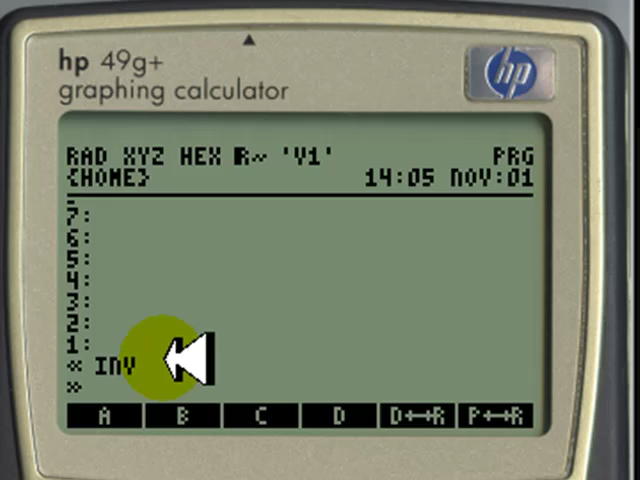 hp 49g+
graphing calculator
hp
RAD XYZ HEX R~ 'V1' PRG
{HOME} 14:05 NOV:01
7:
6:
5:
4:
3:
2:
1:
« INV
»
A B C D D↔R P↔R